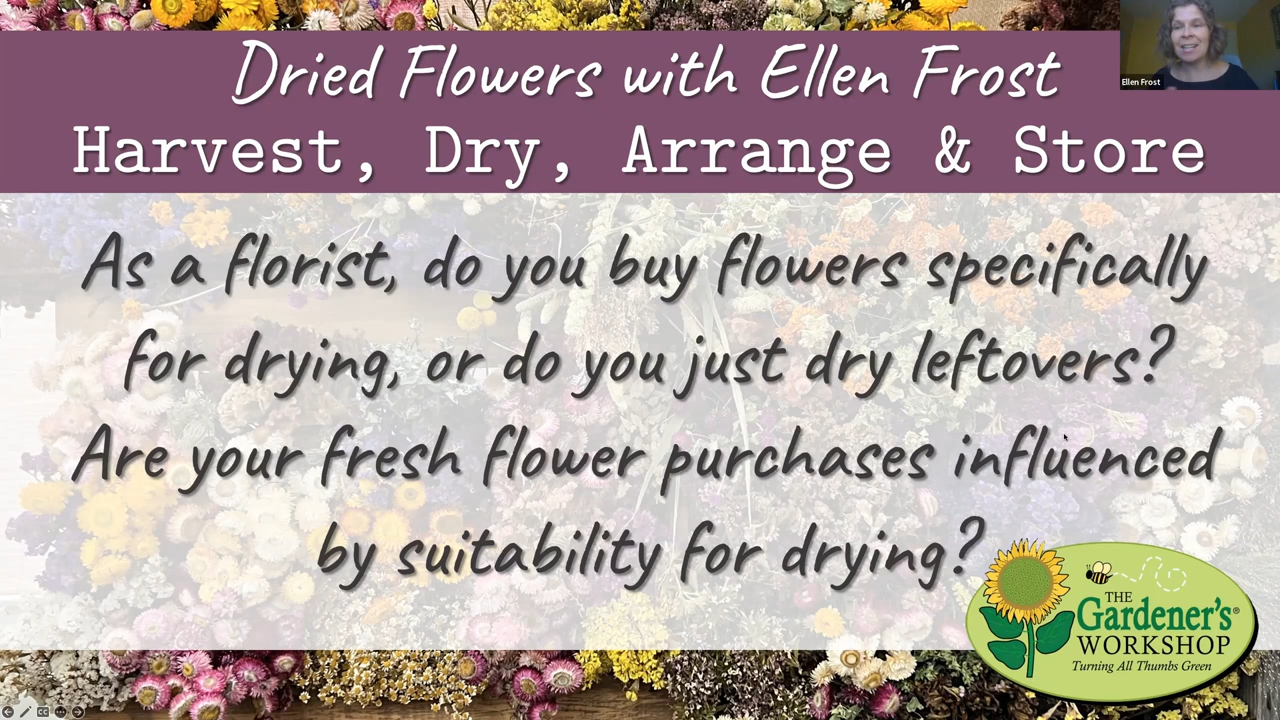 Dried Flowers with Ellen Frost
Harvest, Dry, Arrange & Store
Ellen Frost
As a florist, do you buy flowers specifically
for drying, or do you just dry leftovers?
Are your fresh flower purchases influenced
by suitability for drying?
THE
Gardener's®
WORKSHOP
Turning All Thumbs Green
CC